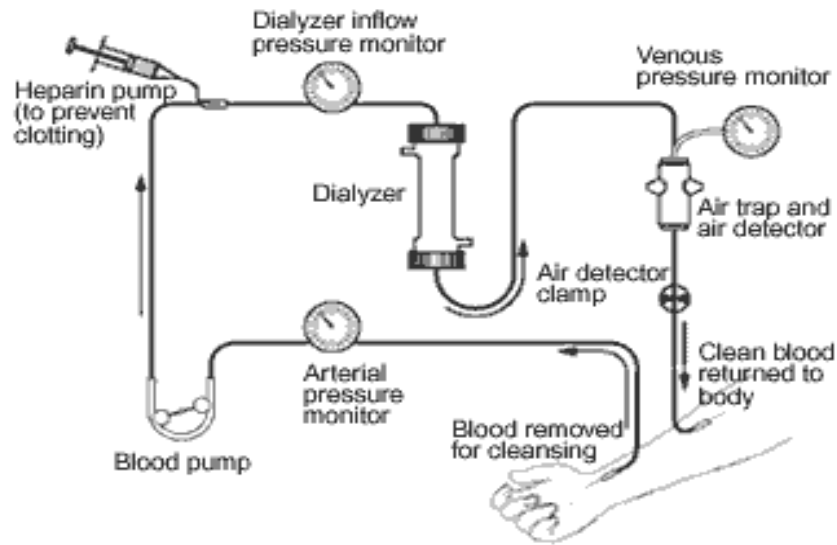 Dialyzer inflow
pressure monitor
Venous
pressure monitor
Heparin pump
(to prevent
clotting)
Dialyzer
Air trap and
air detector
Air detector
clamp
Clean blood
returned to
body
Arterial
pressure
monitor
Blood removed
for cleansing
Blood pump